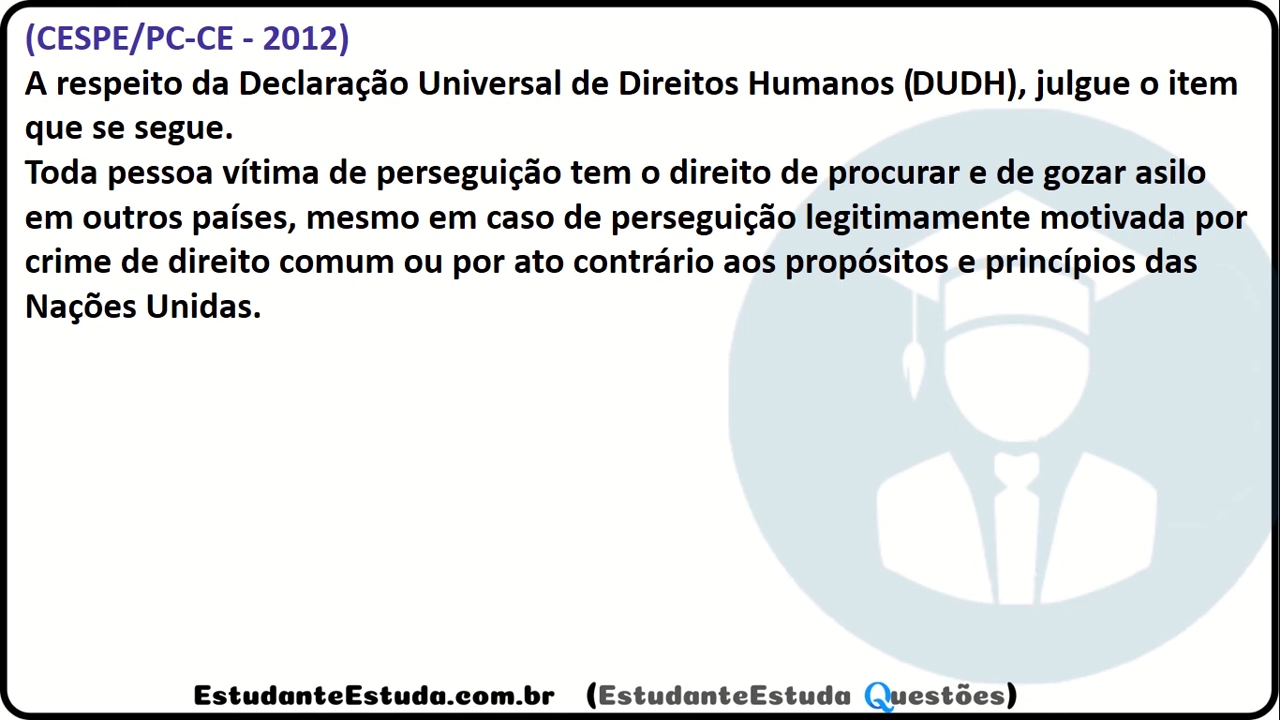 (CESPE/PC-CE - 2012)
A respeito da Declaração Universal de Direitos Humanos (DUDH), julgue o item
que se segue.
Toda pessoa vítima de perseguição tem o direito de procurar e de gozar asilo
em outros países, mesmo em caso de perseguição legitimamente motivada por
crime de direito comum ou por ato contrário aos propósitos e princípios das
Nações Unidas.
EstudanteEstuda.com.br (EstudanteEstuda Questões)